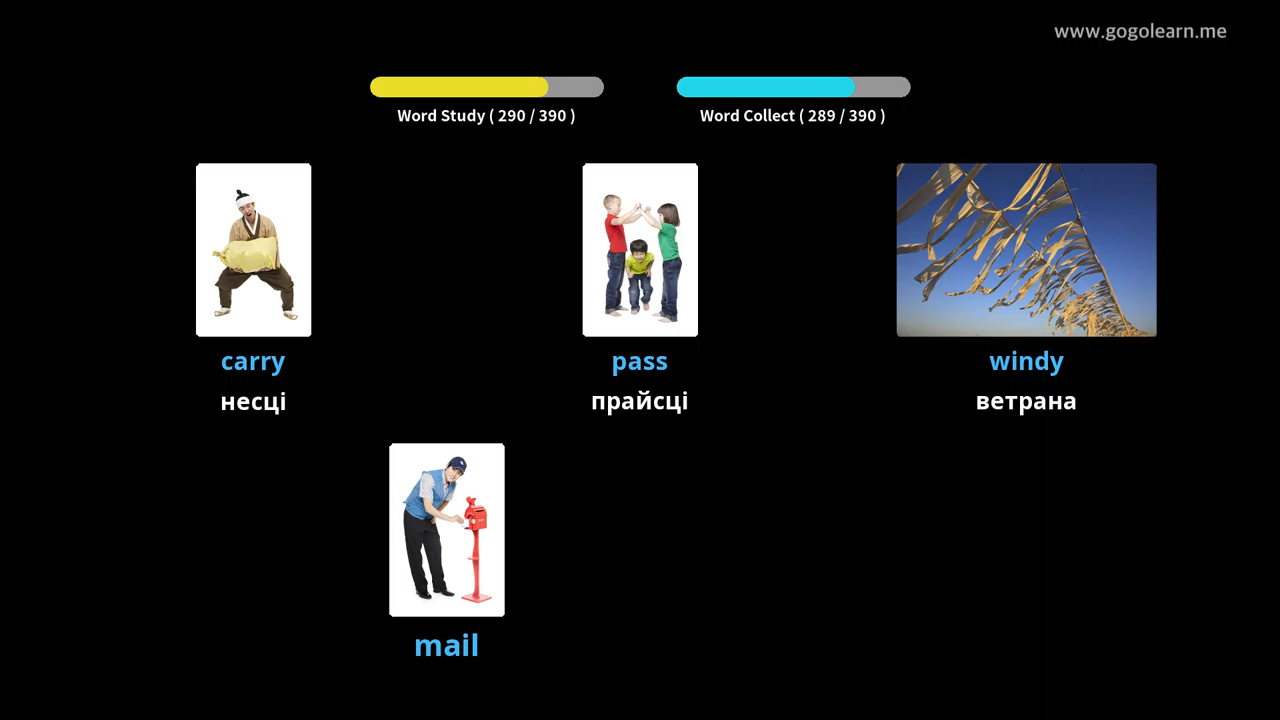 www.gogolearn.me
Word Study ( 290 / 390 )
Word Collect ( 289 / 390 )
carry
несці
pass
прайсці
windy
ветрана
mail